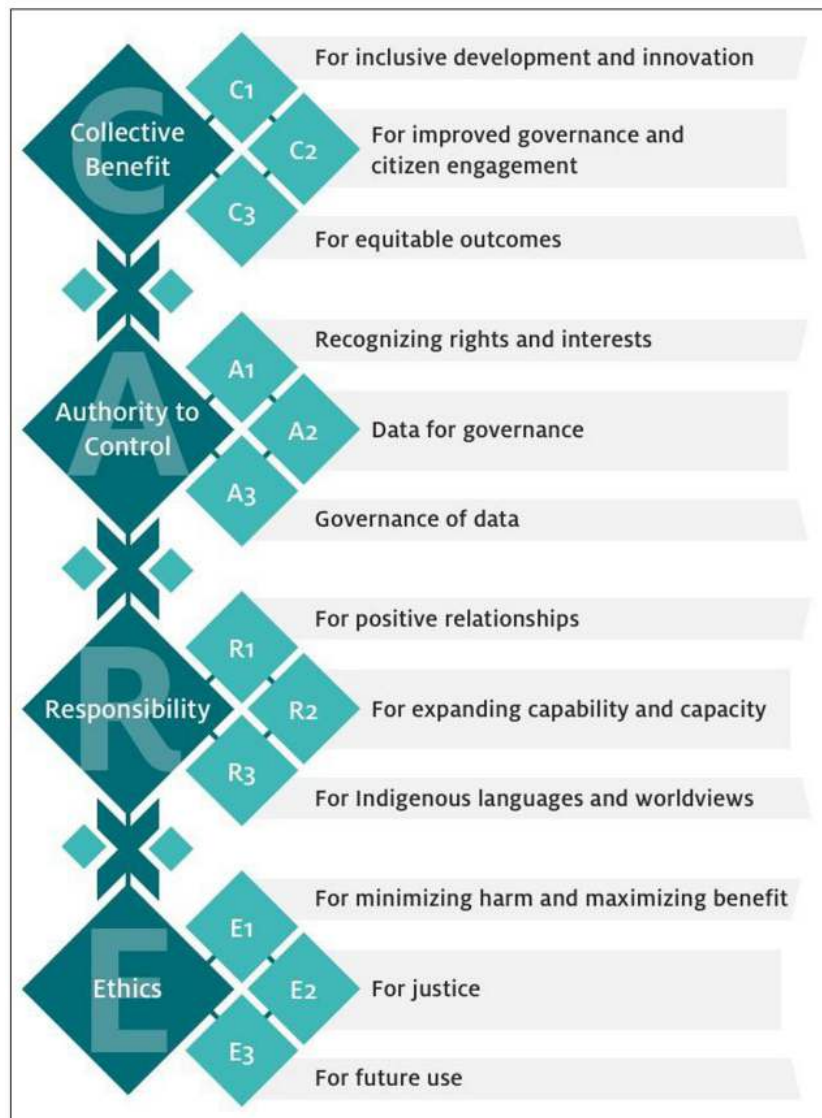 C
Collective
Benefit
C1
For inclusive development and innovation
C2
For improved governance and
citizen engagement
C3
For equitable outcomes
A
Authority to
Control
A1
Recognizing rights and interests
A2
Data for governance
A3
Governance of data
R
Responsibility
R1
For positive relationships
R2
For expanding capability and capacity
R3
For Indigenous languages and worldviews
E
Ethics
E1
For minimizing harm and maximizing benefit
E2
For justice
E3
For future use